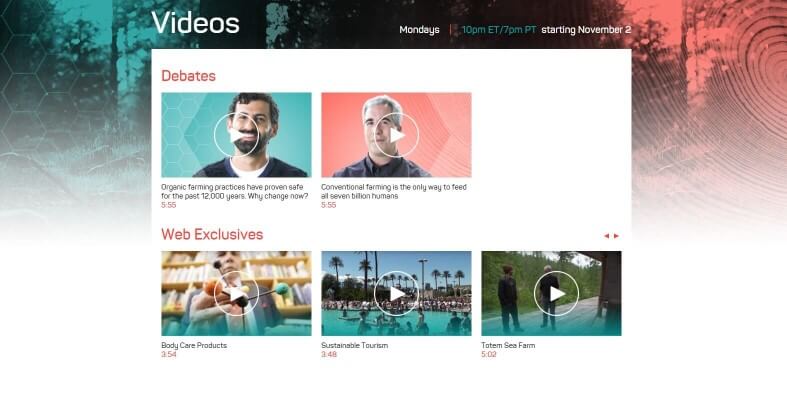 Videos
Mondays | 10pm ET/7pm PT starting November 2
Debates
Organic farming practices have proven safe
for the past 12,000 years. Why change now?
5:55
Conventional farming is the only way to feed
all seven billion humans
5:55
Web Exclusives
Body Care Products
3:54
Sustainable Tourism
3:48
Totem Sea Farm
5:02